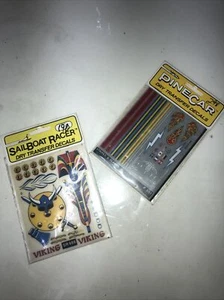 SAILBOAT RACER
DRY TRANSFER DECALS
VIKING
VIKING
PINECAR
DRY TRANSFER DECALS